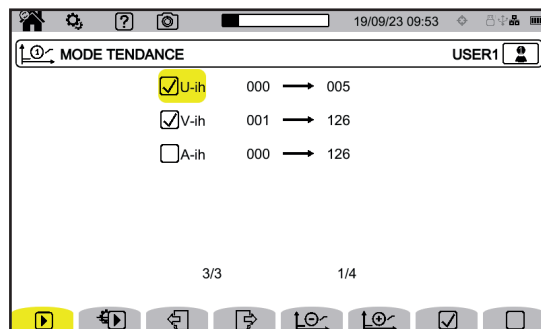 19/09/23 09:53
MODE TENDANCE USER1
U-ih 000 → 005
V-ih 001 → 126
A-ih 000 → 126
3/3 1/4